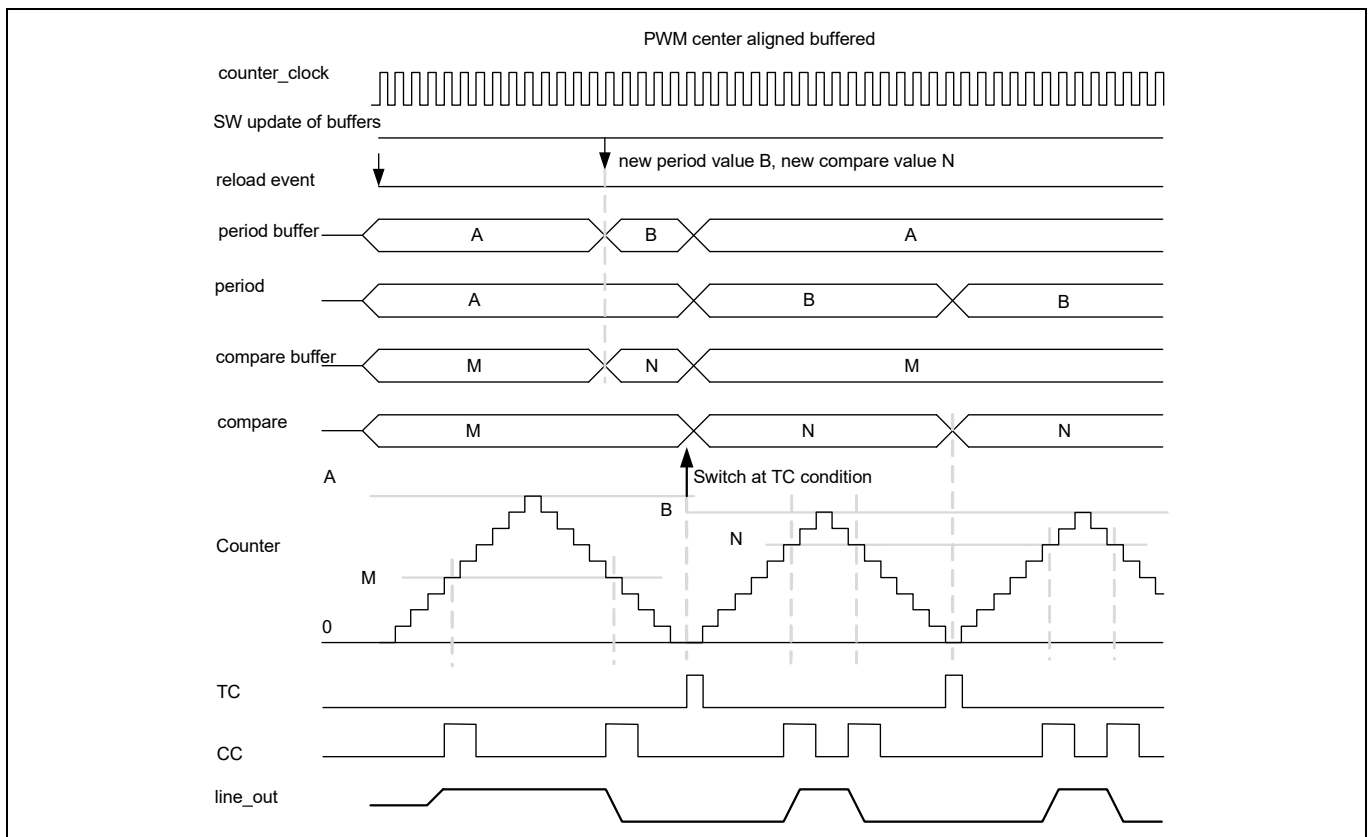 PWM center aligned buffered
counter_clock
SW update of buffers
new period value B, new compare value N
reload event
period buffer
A
B
A
period
A
B
B
compare buffer
M
N
M
compare
M
N
N
A
Switch at TC condition
B
N
Counter
M
0
TC
CC
line_out